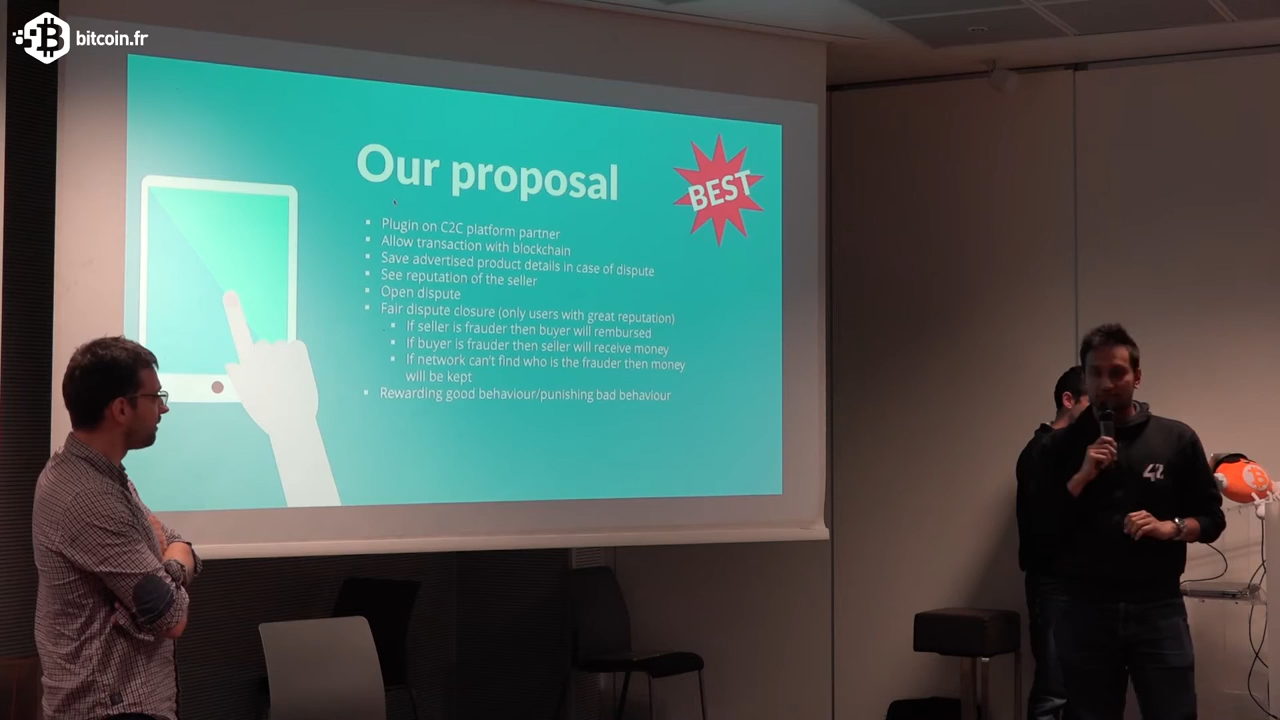 bitcoin.fr
Our proposal
BEST
Plugin on C2C platform partner
Allow transaction with blockchain
Save advertised product details in case of dispute
See reputation of the seller
Open dispute
Fair dispute closure (only users with great reputation)
If seller is frauder then buyer will rembursed
If buyer is frauder then seller will receive money
If network can't find who is the frauder then money
will be kept
Rewarding good behaviour/punishing bad behaviour
42